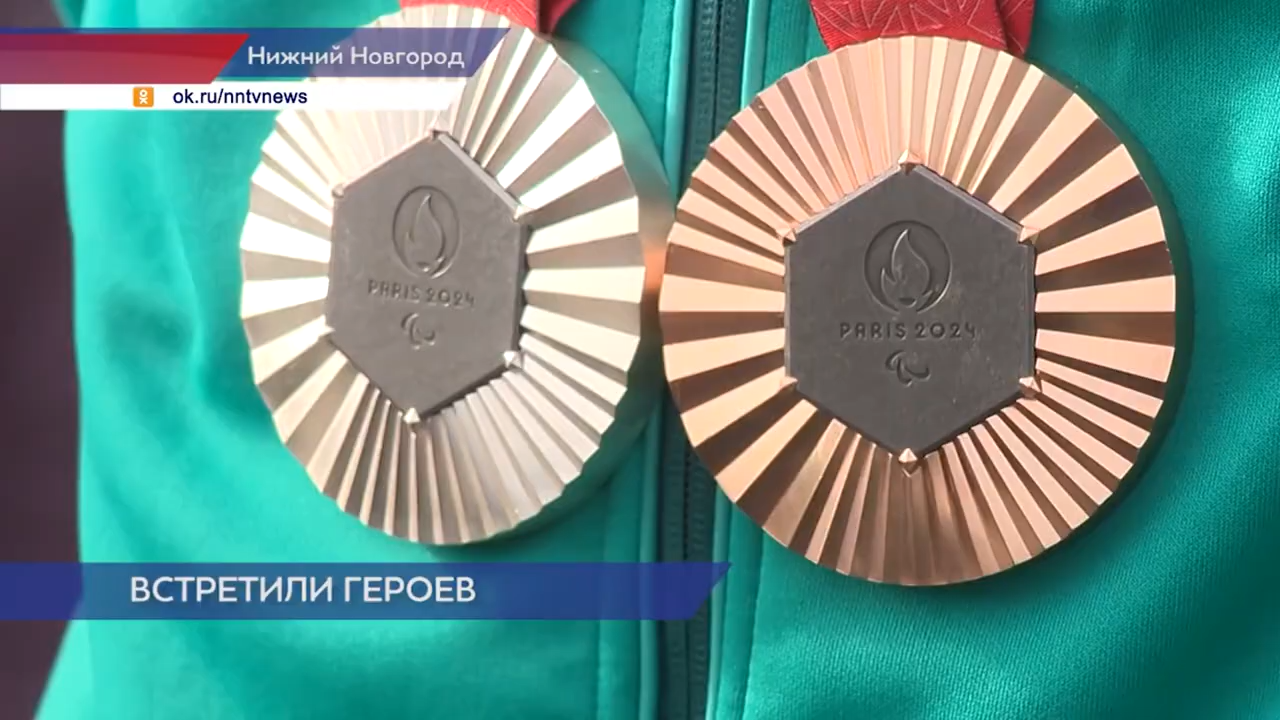 Нижний Новгород
ok.ru/nntvnews
PARIS 2024
PARIS 2024
ВСТРЕТИЛИ ГЕРОЕВ